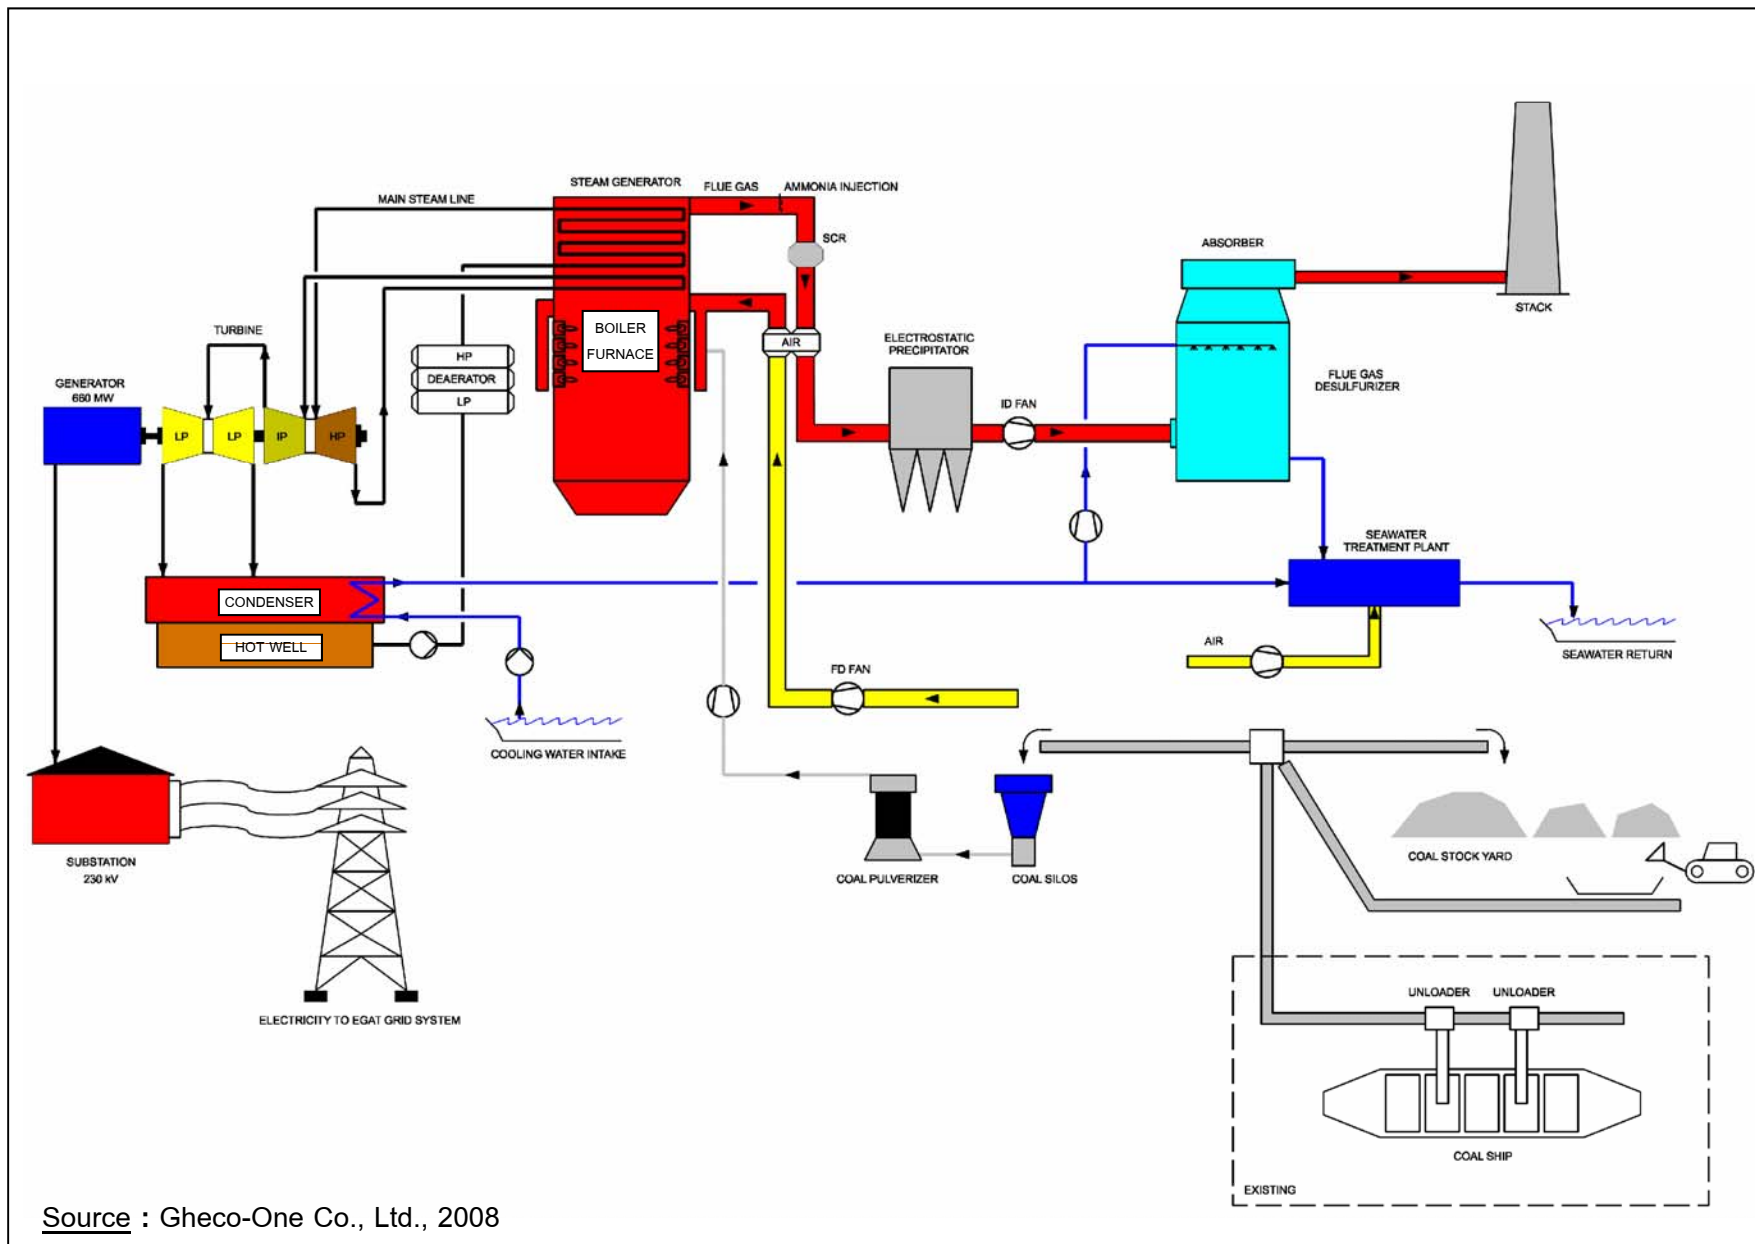 STEAM GENERATOR
FLUE GAS
AMMONIA INJECTION
MAIN STEAM LINE
SCR
ABSORBER
STACK
TURBINE
BOILER
FURNACE
AIR
ELECTROSTATIC
PRECIPITATOR
HP
DEAERATOR
LP
FLUE GAS
DESULFURIZER
GENERATOR
660 MW
ID FAN
LP
LP
IP
HP
SEAWATER
TREATMENT PLANT
CONDENSER
HOT WELL
AIR
SEAWATER RETURN
FD FAN
COOLING WATER INTAKE
SUBSTATION
230 kV
COAL PULVERIZER
COAL SILOS
COAL STOCK YARD
ELECTRICITY TO EGAT GRID SYSTEM
UNLOADER
UNLOADER
COAL SHIP
EXISTING
Source : Gheco-One Co., Ltd., 2008